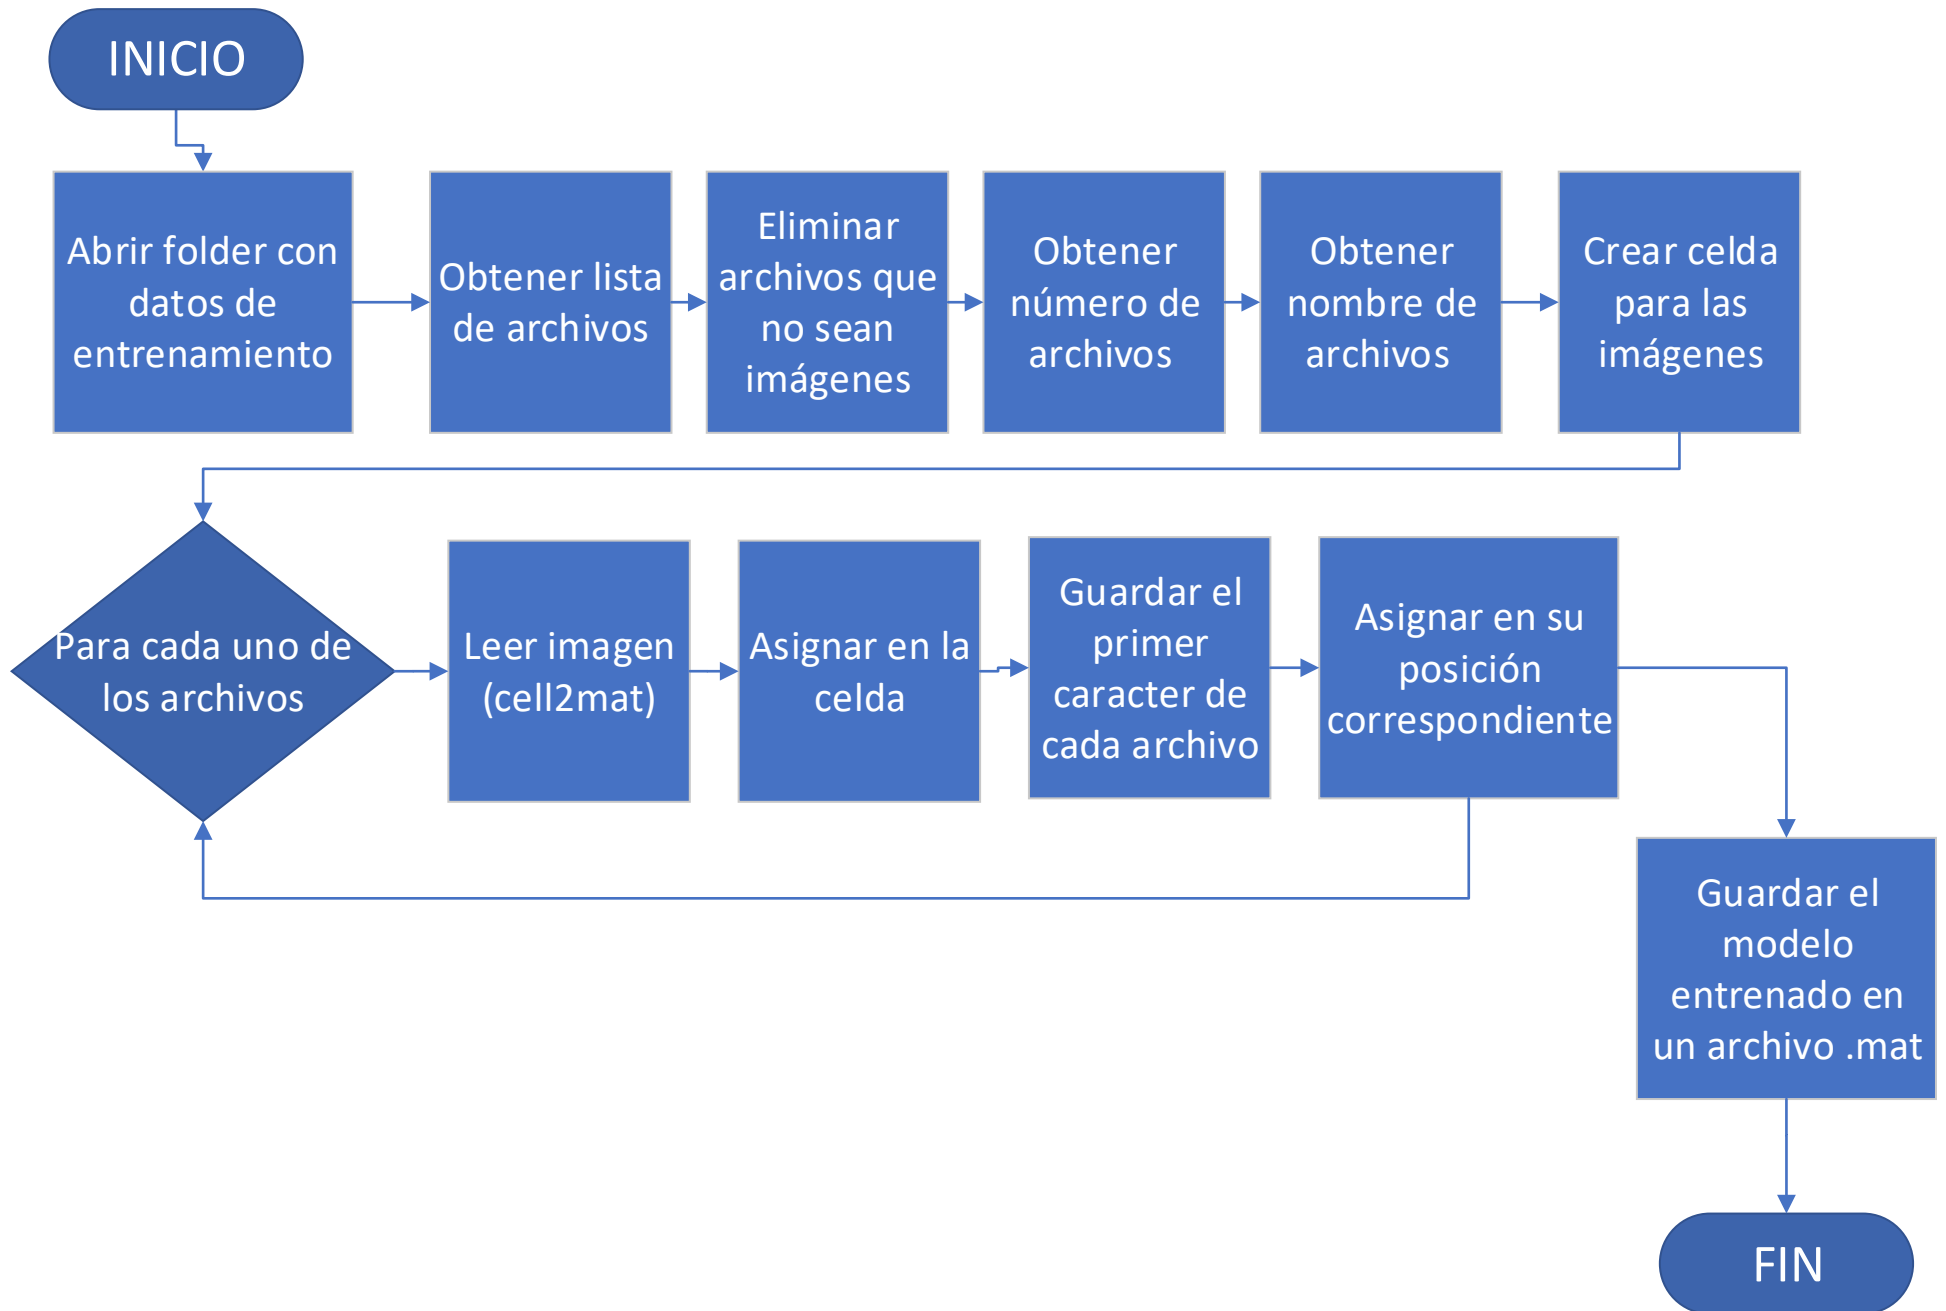 INICIO
Abrir folder con
datos de
entrenamiento
Obtener lista
de archivos
Eliminar
archivos que
no sean
imágenes
Obtener
número de
archivos
Obtener
nombre de
archivos
Crear celda
para las
imágenes
Para cada uno de
los archivos
Leer imagen
(cell2mat)
Asignar en la
celda
Guardar el
primer
caracter de
cada archivo
Asignar en su
posición
correspondiente
Guardar el
modelo
entrenado en
un archivo .mat
FIN